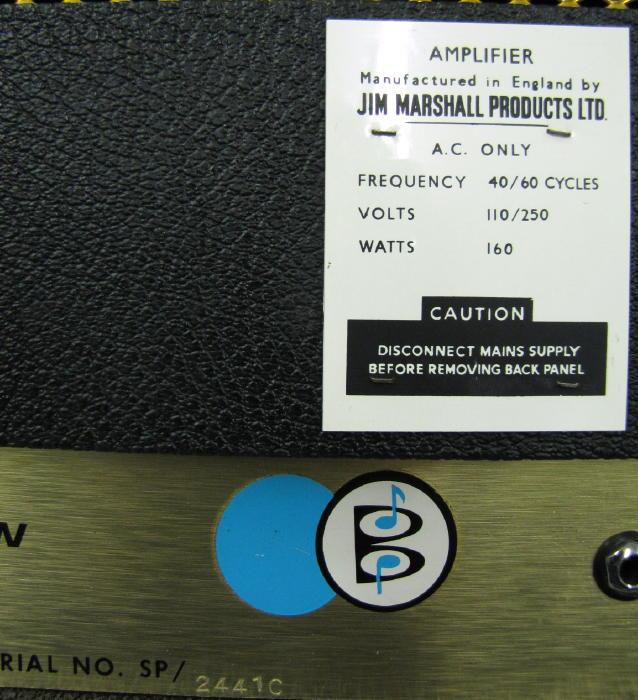 AMPLIFIER
Manufactured in England by
JIM MARSHALL PRODUCTS LTD.
A.C. ONLY
FREQUENCY 40/60 CYCLES
VOLTS 110/250
WATTS 160
CAUTION
DISCONNECT MAINS SUPPLY
BEFORE REMOVING BACK PANEL
B
RIAL NO. SP/ 2441C